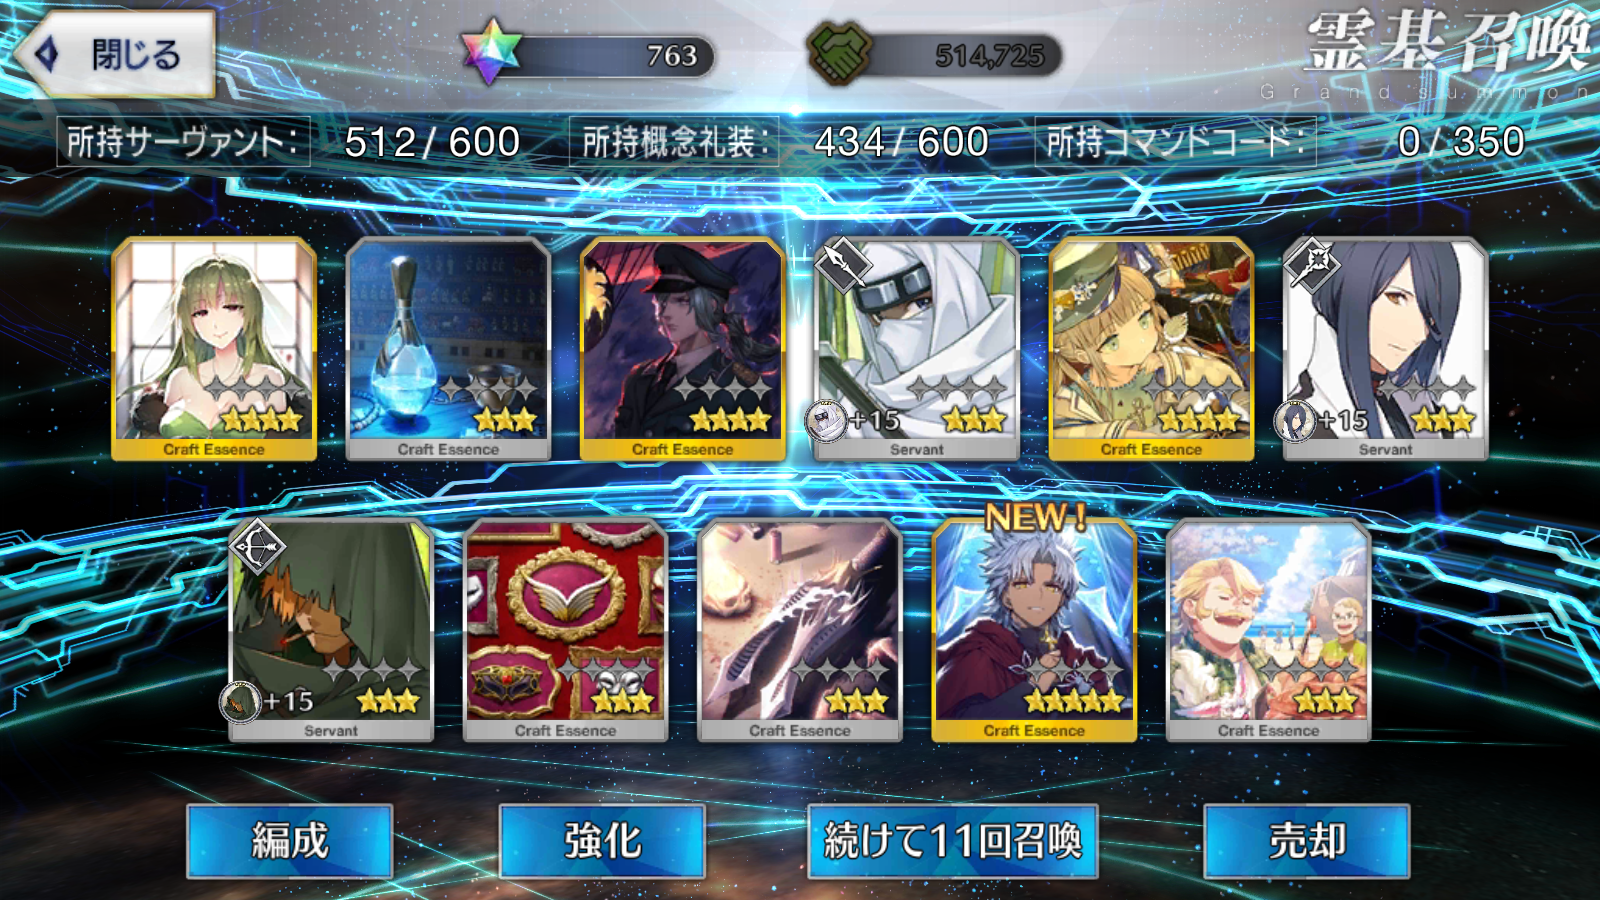 閉じる
763
514,725
霊基召喚
Grand summon
所持サーヴァント: 512 / 600
所持概念礼装: 434 / 600
所持コマンドコード: 0 / 350
Craft Essence
Craft Essence
Craft Essence
+15
Servant
Craft Essence
+15
Servant
+15
Servant
Craft Essence
Craft Essence
NEW!
Craft Essence
Craft Essence
編成
強化
続けて11回召喚
売却